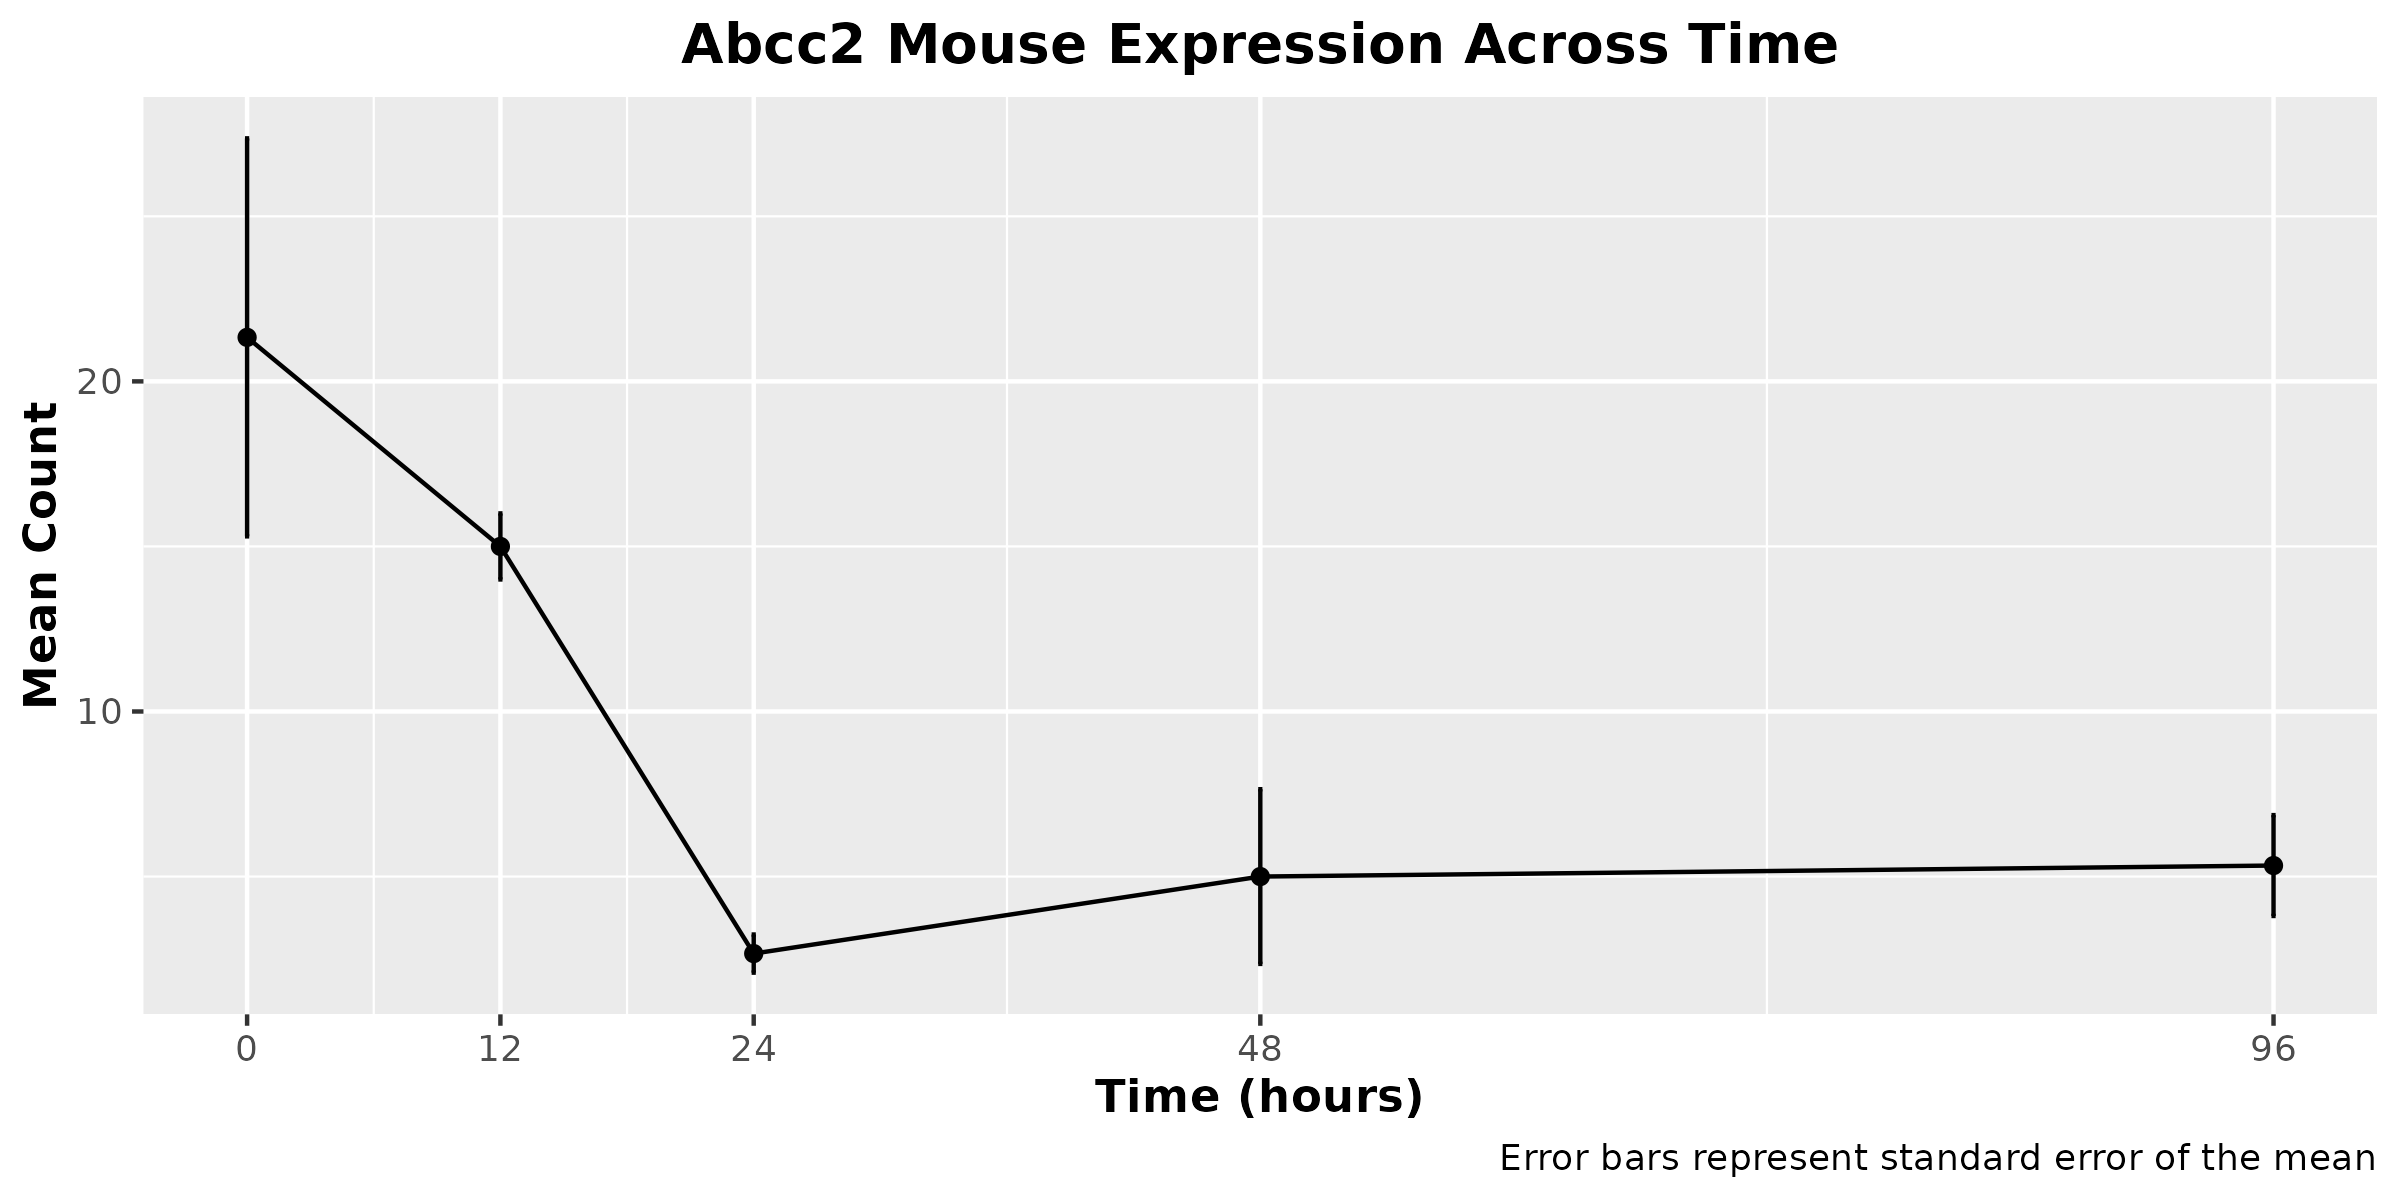 Abcc2 Mouse Expression Across Time
Mean Count
20
10
0 12 24 48 96
Time (hours)
Error bars represent standard error of the mean